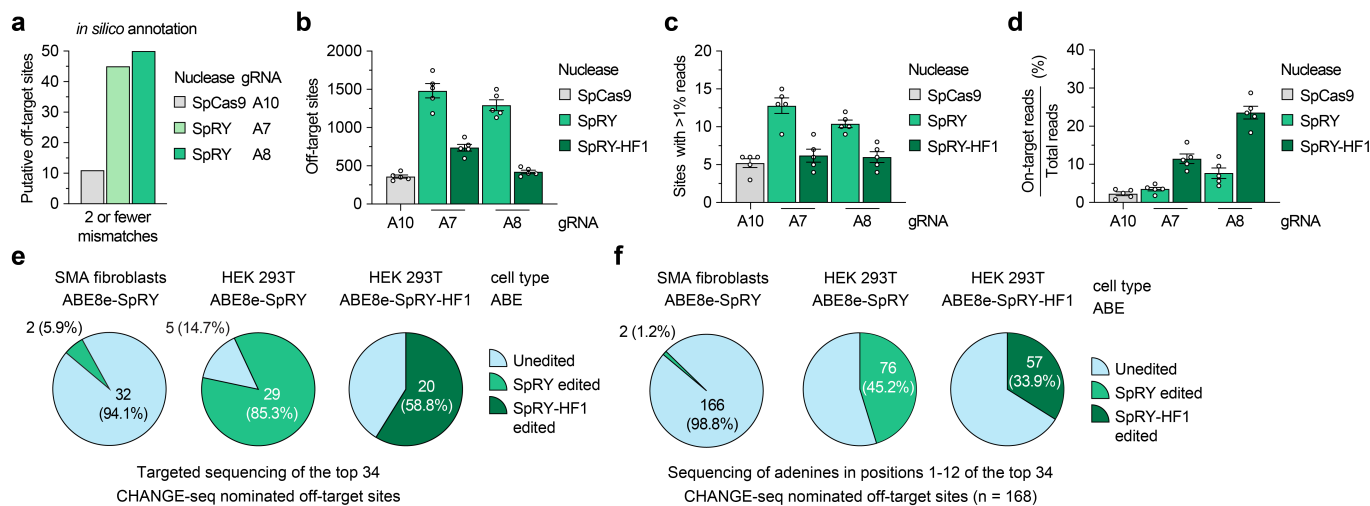 a
in silico annotation
Putative off-target sites
50
40
30
20
10
0
2 or fewer
mismatches
Nuclease gRNA
SpCas9 A10
SpRY A7
SpRY A8
b
Off-target sites
2000
1500
1000
500
0
A10 A7 A8 gRNA
Nuclease
SpCas9
SpRY
SpRY-HF1
c
Sites with >1% reads
20
15
10
5
0
A10 A7 A8 gRNA
Nuclease
SpCas9
SpRY
SpRY-HF1
d
On-target reads
Total reads
(%)
40
30
20
10
0
A10 A7 A8 gRNA
Nuclease
SpCas9
SpRY
SpRY-HF1
e
SMA fibroblasts HEK 293T HEK 293T cell type
ABE8e-SpRY ABE8e-SpRY ABE8e-SpRY-HF1 ABE
2 (5.9%)
32
(94.1%)
5 (14.7%)
29
(85.3%)
20
(58.8%)
Unedited
SpRY edited
SpRY-HF1
edited
Targeted sequencing of the top 34
CHANGE-seq nominated off-target sites
f
SMA fibroblasts HEK 293T HEK 293T cell type
ABE8e-SpRY ABE8e-SpRY ABE8e-SpRY-HF1 ABE
2 (1.2%)
166
(98.8%)
76
(45.2%)
57
(33.9%)
Unedited
SpRY edited
SpRY-HF1
edited
Sequencing of adenines in positions 1-12 of the top 34
CHANGE-seq nominated off-target sites (n = 168)